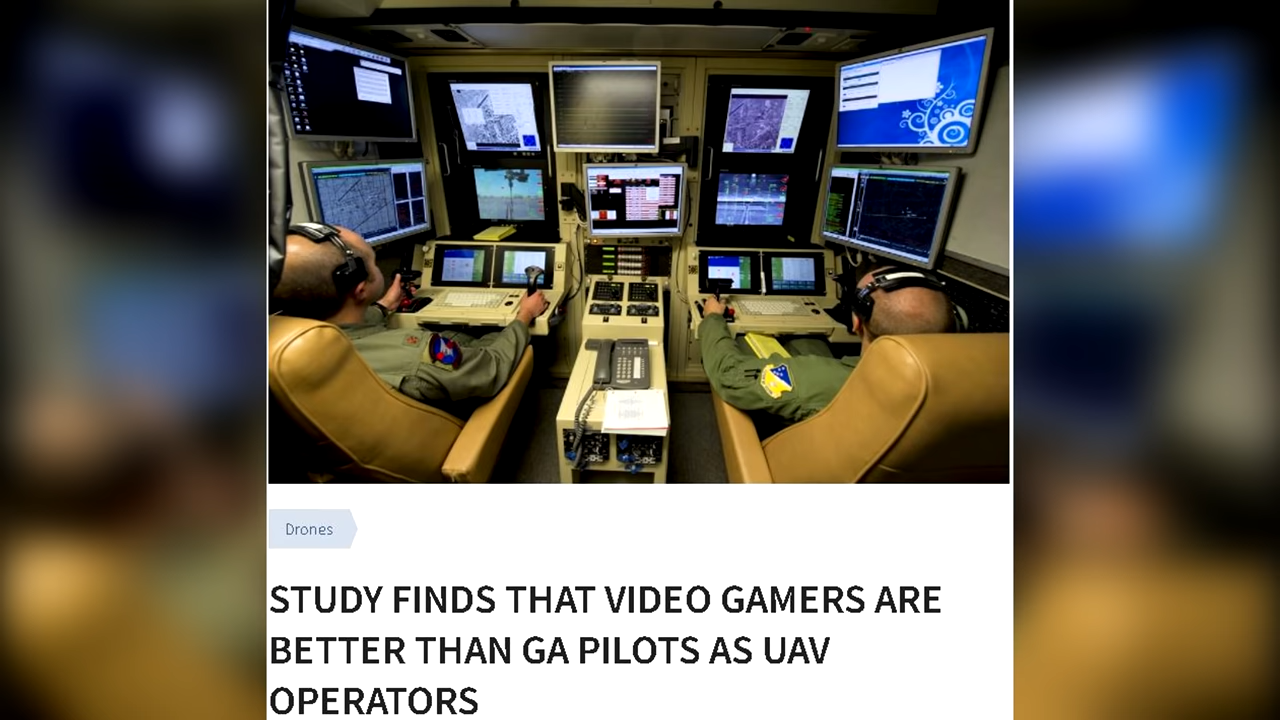 Drones
STUDY FINDS THAT VIDEO GAMERS ARE
BETTER THAN GA PILOTS AS UAV
OPERATORS